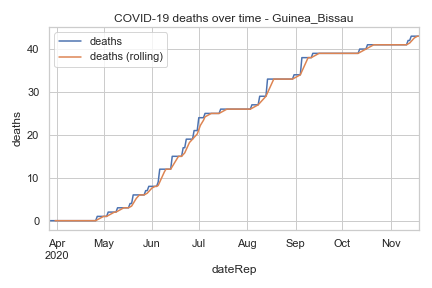 COVID-19 deaths over time - Guinea_Bissau
deaths
deaths (rolling)
40
30
20
10
0
deaths
Apr May Jun Jul Aug Sep Oct Nov
2020
dateRep